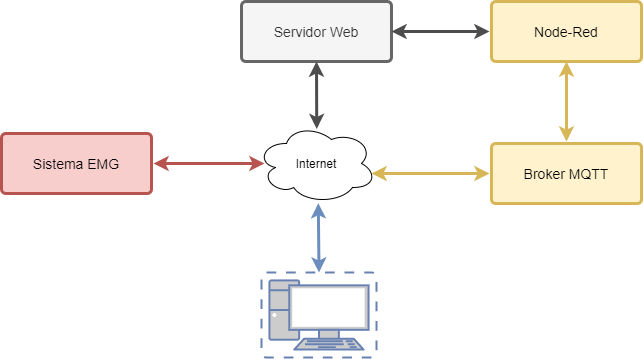 Servidor Web
Node-Red
Sistema EMG
Internet
Broker MQTT